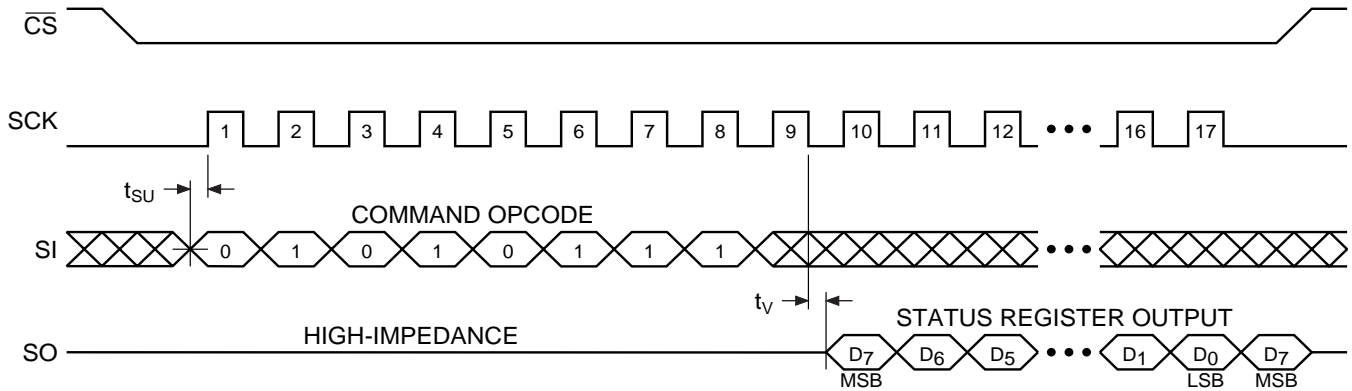 CS
SCK 1 2 3 4 5 6 7 8 9 10 11 12 ••• 16 17
tSU
COMMAND OPCODE
SI 0 1 0 1 0 1 1 1 •••
tV
HIGH-IMPEDANCE STATUS REGISTER OUTPUT
SO D7 D6 D5 ••• D1 D0 D7
MSB LSB MSB